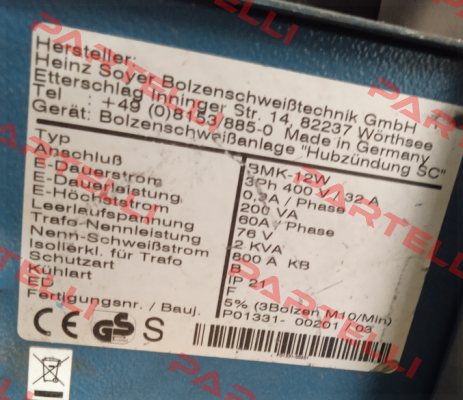 Hersteller:
Heinz Soyer Bolzenschweißtechnik GmbH
Etterschlag Inninger Str. 14, 82237 Wörthsee
Tel : +49 (0)8153/885-0 Made in Germany
Gerät: Bolzenschweißanlage "Hubzündung SC"
Typ BMK-12W
Anschluß 3Ph 400 V / 32 A
E-Dauerstrom 0,3A / Phase
E-Dauerleistung 200 VA
E-Höchststrom 60A / Phase
Leerlaufspannung 76 V
Trafo-Nennleistung 2 KVA
Nenn-Schweißstrom 800 A KB
Isolierkl. für Trafo B
Schutzart IP 21
Kühlart F
ED 5% (3Bolzen M10/Min)
Fertigungsnr. / Bauj. P01331- 00201 / 03
CE GS S
PARTELLI